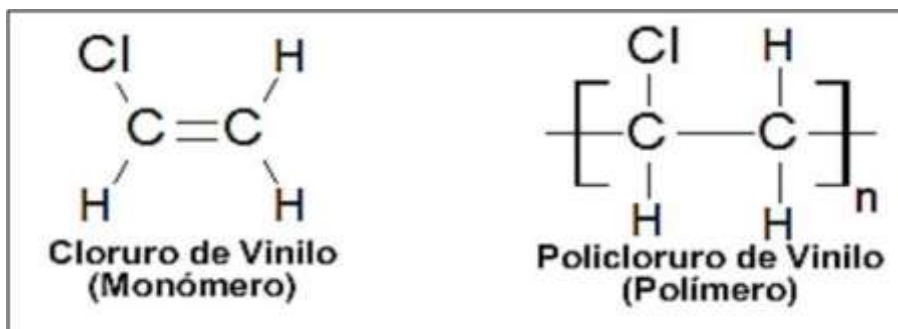 Cl H
C C
H H
Cloruro de Vinilo
(Monómero)
Cl H
C C
H H
n
Policloruro de Vinilo
(Polímero)